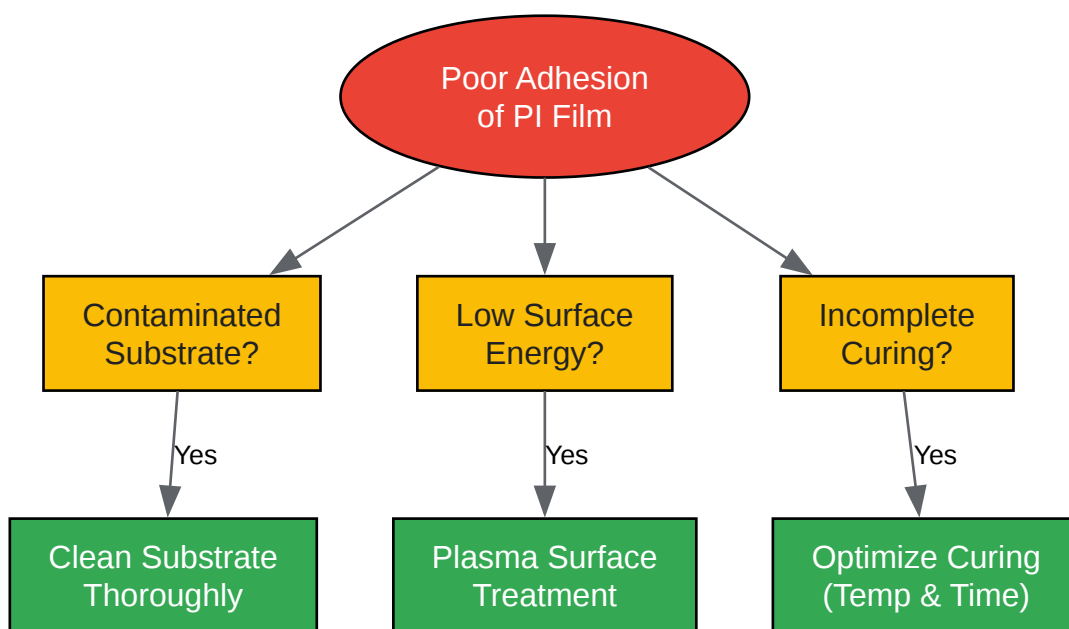 Poor Adhesion
of PI Film
Contaminated
Substrate?
Low Surface
Energy?
Incomplete
Curing?
Yes
Yes
Yes
Clean Substrate
Thoroughly
Plasma Surface
Treatment
Optimize Curing
(Temp & Time)